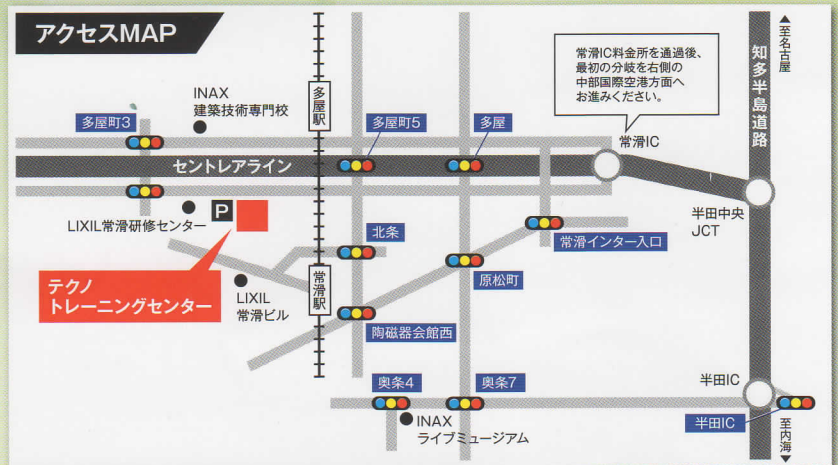 アクセスMAP
▲至名古屋
知多半島道路
常滑IC料金所を通過後、
最初の分岐を右側の
中部国際空港方面へ
お進みください。
INAX
建築技術専門校
多屋駅
多屋町3
多屋町5
多屋
常滑IC
セントレアライン
P
LIXIL常滑研修センター
半田中央
JCT
北条
常滑インター入口
テクノ
トレーニングセンター
LIXIL
常滑ビル
常滑駅
原松町
陶磁器会館西
奥条4
奥条7
半田IC
半田IC
INAX
ライブミュージアム
至内海▼